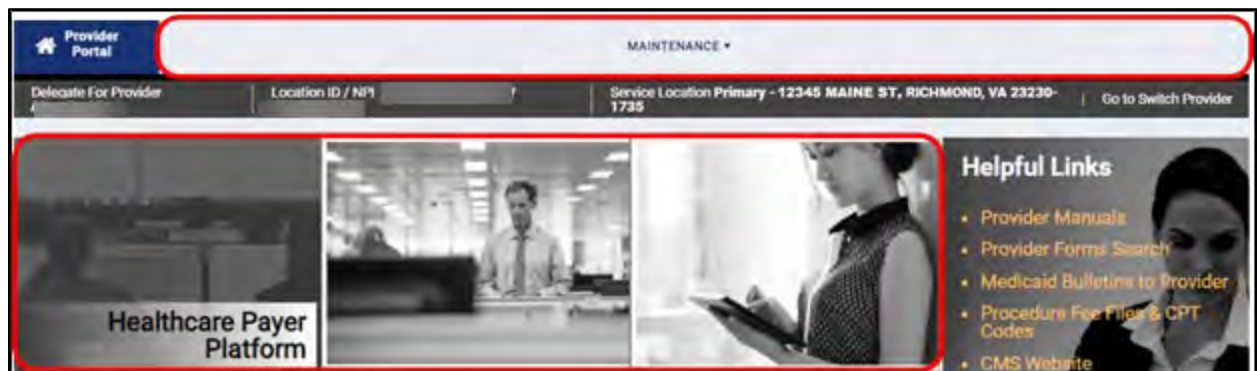 Provider
Portal
MAINTENANCE
Delegate For Provider
Location ID / NPI
Service Location Primary - 12345 MAINE ST, RICHMOND, VA 23230-
1735
Go to Switch Provider
Healthcare Payer
Platform
Helpful Links
• Provider Manuals
• Provider Forms Search
• Medicaid Bulletins to Provider
• Procedure Fee Files & CPT
Codes
• CMS Website